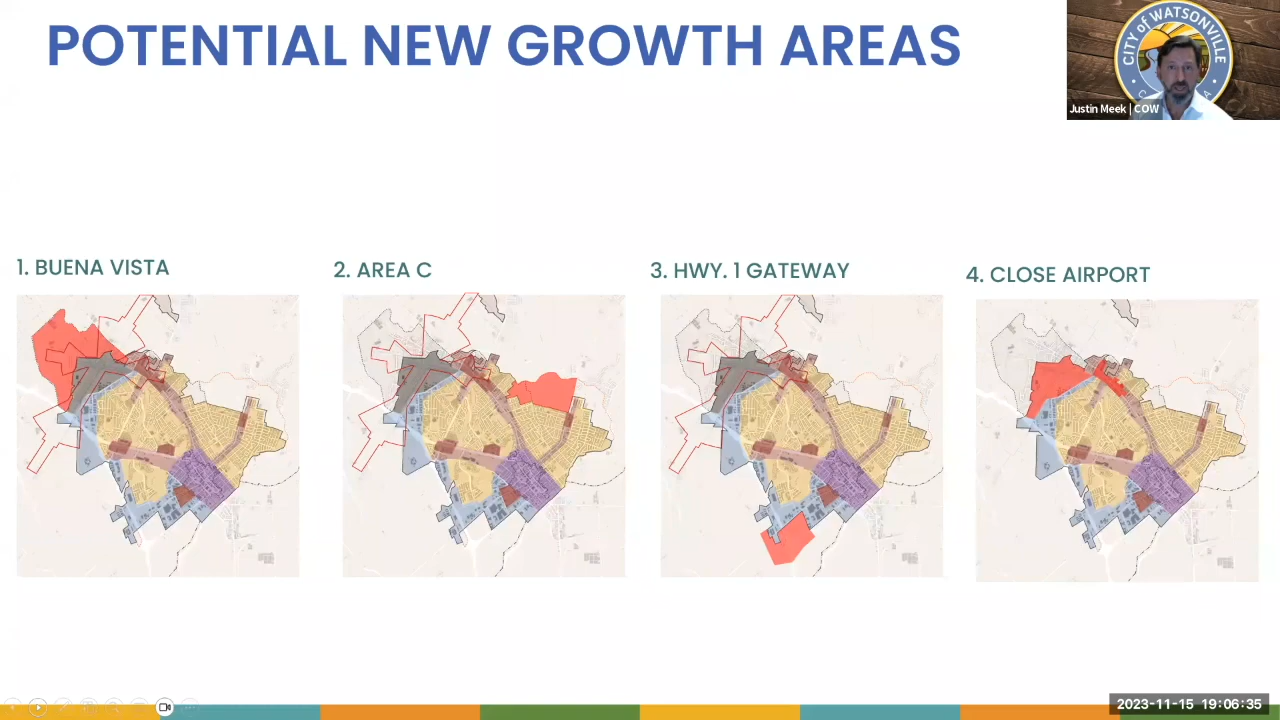 POTENTIAL NEW GROWTH AREAS
CITY of WATSONVILLE
Justin Meek | COW
1. BUENA VISTA
2. AREA C
3. HWY. 1 GATEWAY
4. CLOSE AIRPORT
2023-11-15 19:06:35